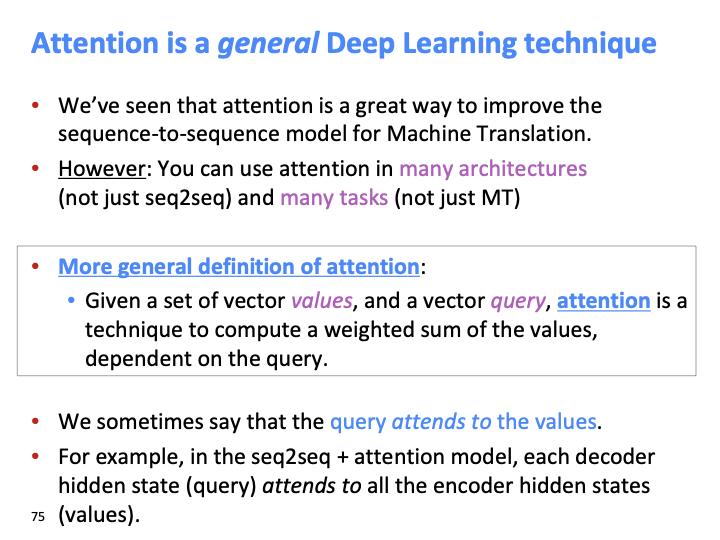 Attention is a general Deep Learning technique
• We’ve seen that attention is a great way to improve the
sequence-to-sequence model for Machine Translation.
• However: You can use attention in many architectures
(not just seq2seq) and many tasks (not just MT)
• More general definition of attention:
• Given a set of vector values, and a vector query, attention is a
technique to compute a weighted sum of the values,
dependent on the query.
• We sometimes say that the query attends to the values.
• For example, in the seq2seq + attention model, each decoder
hidden state (query) attends to all the encoder hidden states
(values).
75